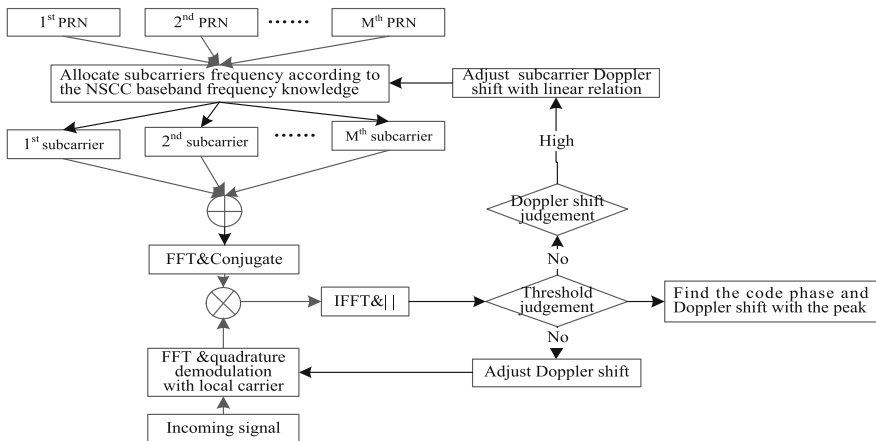 1st PRN
2nd PRN
......
Mth PRN
Allocate subcarriers frequency according to
the NSCC baseband frequency knowledge
Adjust subcarrier Doppler
shift with linear relation
1st subcarrier
2nd subcarrier
......
Mth subcarrier
High
Doppler shift
judgement
FFT&Conjugate
No
IFFT&| |
Threshold
judgement
Find the code phase and
Doppler shift with the peak
No
FFT &quadrature
demodulation
with local carrier
Adjust Doppler shift
Incoming signal